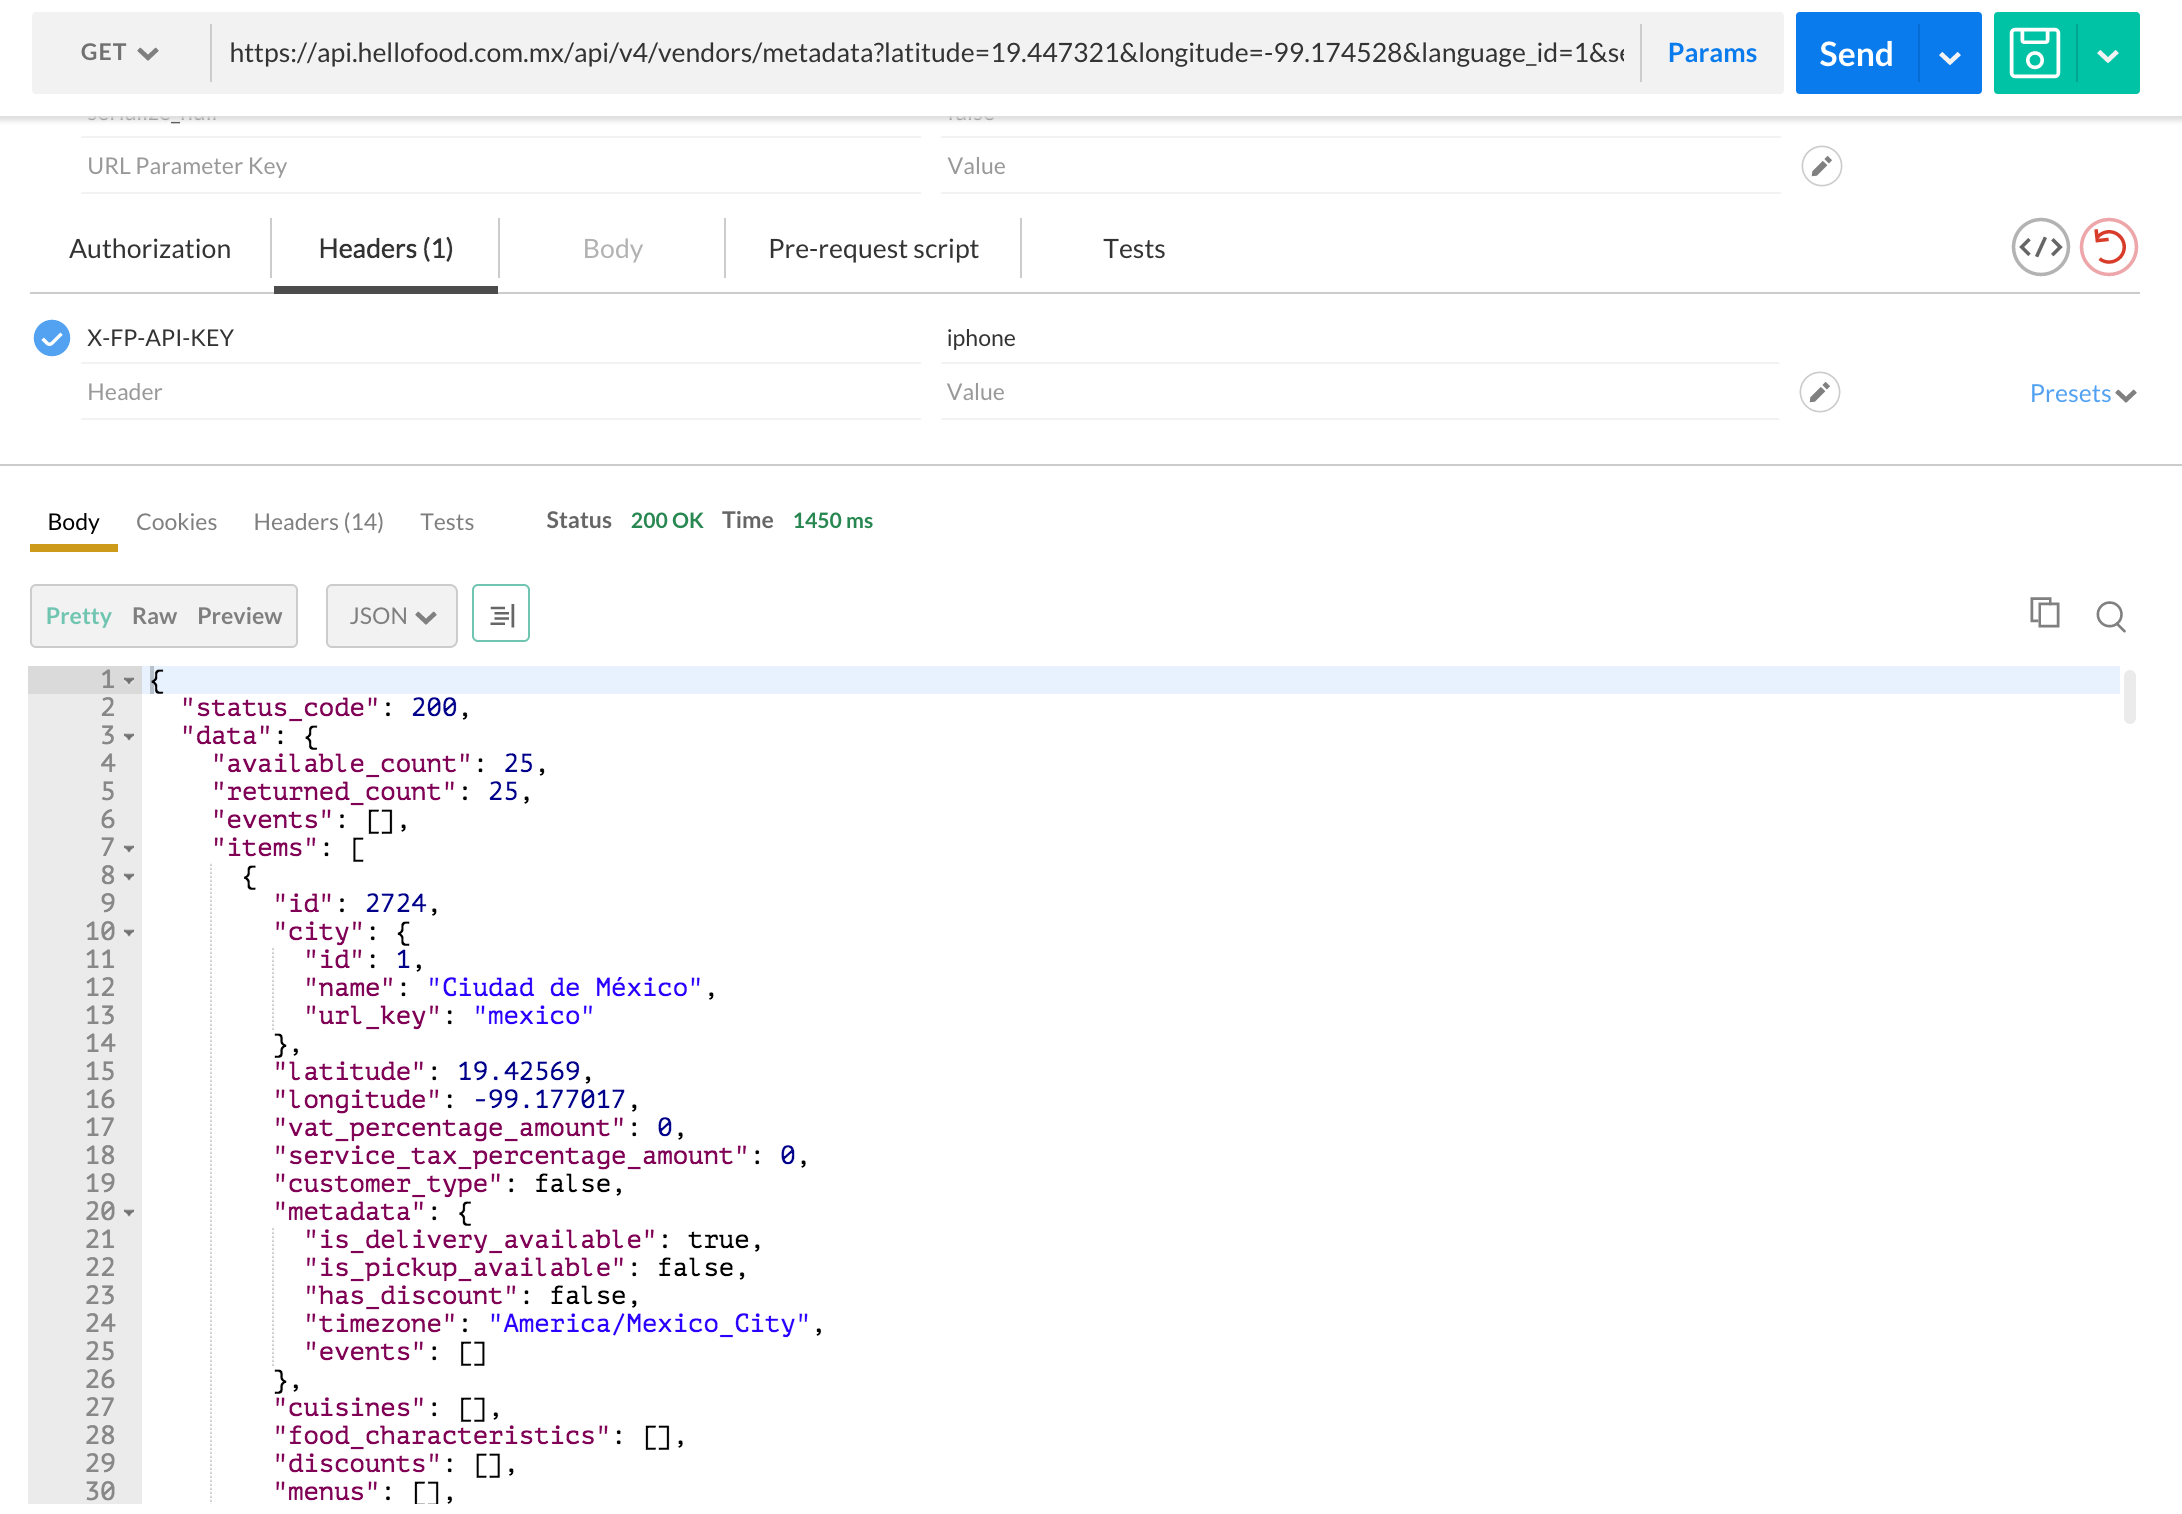 GET https://api.hellofood.com.mx/api/v4/vendors/metadata?latitude=19.447321&longitude=-99.174528&language_id=1&se Params Send
serialize_null false
URL Parameter Key Value
Authorization Headers (1) Body Pre-request script Tests
X-FP-API-KEY iphone
Header Value Presets
Body Cookies Headers (14) Tests Status 200 OK Time 1450 ms
Pretty Raw Preview JSON
1 {
2 "status_code": 200,
3 "data": {
4 "available_count": 25,
5 "returned_count": 25,
6 "events": [],
7 "items": [
8 {
9 "id": 2724,
10 "city": {
11 "id": 1,
12 "name": "Ciudad de México",
13 "url_key": "mexico"
14 },
15 "latitude": 19.42569,
16 "longitude": -99.177017,
17 "vat_percentage_amount": 0,
18 "service_tax_percentage_amount": 0,
19 "customer_type": false,
20 "metadata": {
21 "is_delivery_available": true,
22 "is_pickup_available": false,
23 "has_discount": false,
24 "timezone": "America/Mexico_City",
25 "events": []
26 },
27 "cuisines": [],
28 "food_characteristics": [],
29 "discounts": [],
30 "menus": [],